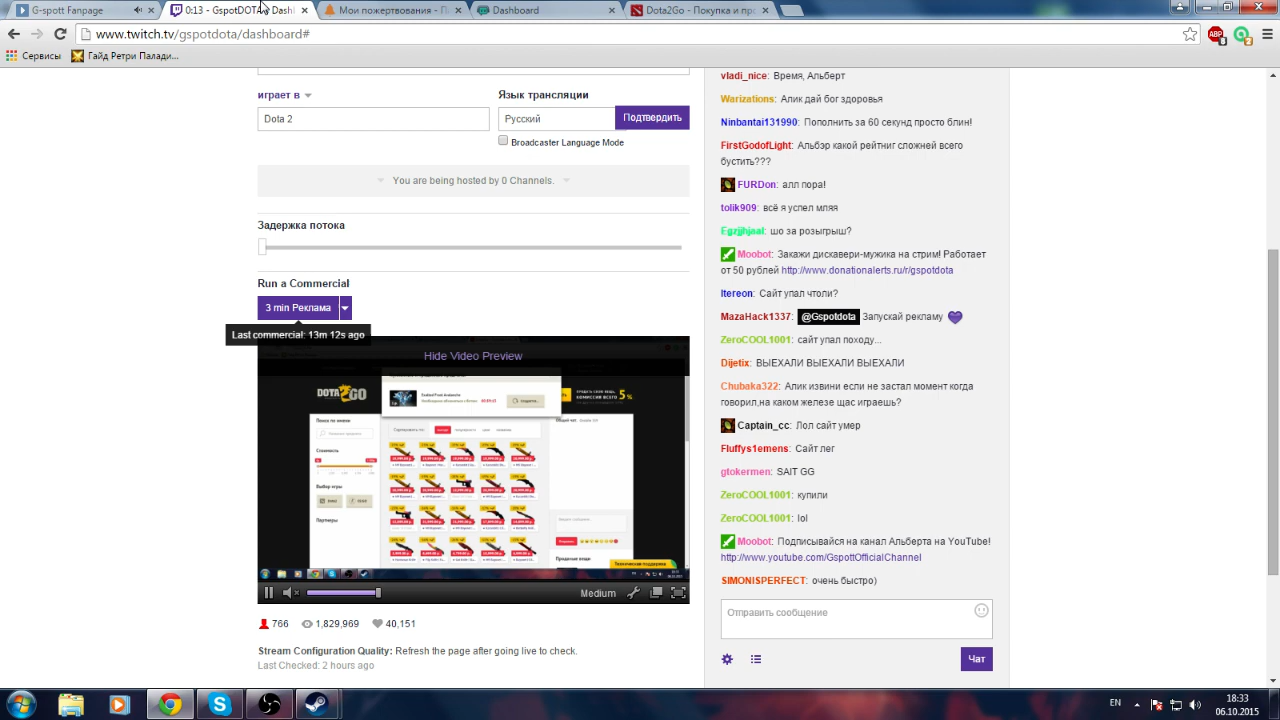 G-spott Fanpage
0:13 - GspotDOTA - Dashb
Мои пожертвования - П
Dashboard
Dota2Go - Покупка и про
www.twitch.tv/gspotdota/dashboard#
Сервисы
Гайд Ретри Палади...
играет в
Язык трансляции
Dota 2
Русский
Подтвердить
Broadcaster Language Mode
You are being hosted by 0 Channels.
Задержка потока
Run a Commercial
3 min Реклама
Last commercial: 13m 12s ago
Hide Video Preview
Medium
766
1,829,969
40,151
Stream Configuration Quality: Refresh the page after going live to check.
Last Checked: 2 hours ago
vladi_nice: Время, Альберт
Warizations: Алик дай бог здоровья
Ninbantai131990: Пополнить за 60 секунд просто блин!
FirstGodofLight: Альбэр какой рейтниг сложней всего
бустить???
FURDon: алл пора!
tolik909: всё я успел мляя
Egzjjhjaal: шо за розыгрыш?
Moobot: Закажи дискавери-мужика на стрим! Работает
от 50 рублей http://www.donationalerts.ru/r/gspotdota
Itereon: Сайт упал чтоли?
MazaHack1337: @Gspotdota Запускай рекламу
ZeroCOOL1001: сайт упал походу...
Dijetix: ВЫЕХАЛИ ВЫЕХАЛИ ВЫЕХАЛИ
Chubaka322: Алик извини если не застал момент когда
говорил,на каком железе щас играешь?
Captain_cc: Лол сайт умер
Fluffys1emens: Сайт лег
gtokermen: SAIT GG
ZeroCOOL1001: купили
ZeroCOOL1001: lol
Moobot: Подписывайся на канал Альберта на YouTube!
http://www.youtube.com/GspottOfficialChannel
SIMONISPERFECT: очень быстро)
Отправить сообщение
Чат
EN
18:33
06.10.2015